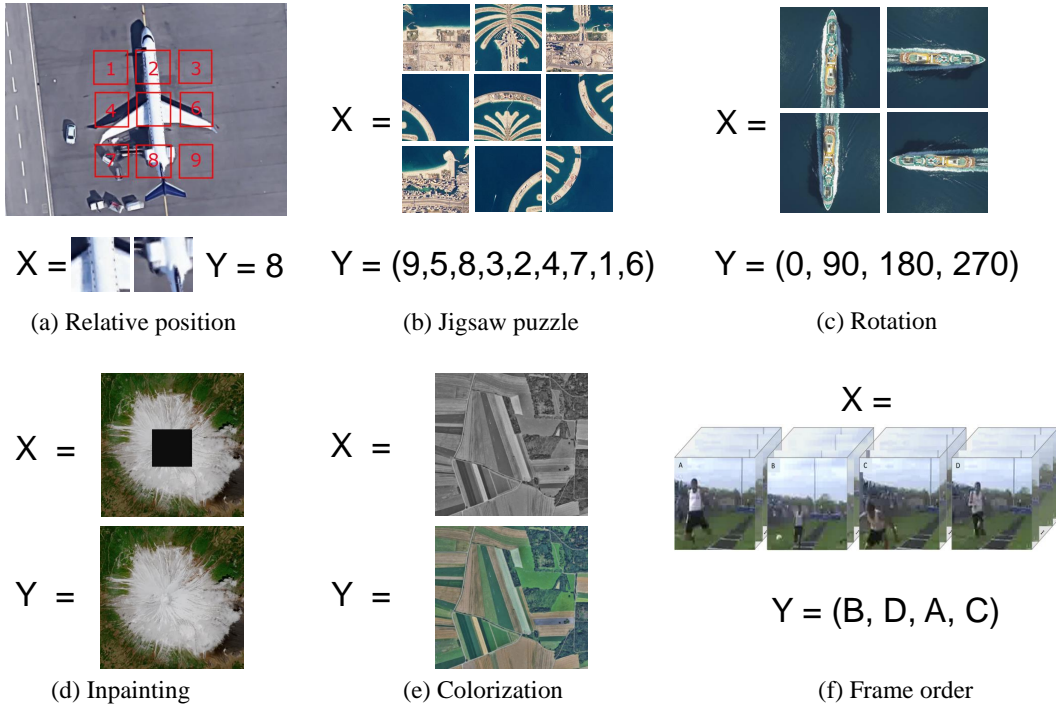 1 2 3
4 6
7 8 9
X =
Y = 8
(a) Relative position
X =
Y = (9,5,8,3,2,4,7,1,6)
(b) Jigsaw puzzle
X =
Y = (0, 90, 180, 270)
(c) Rotation
X =
Y =
(d) Inpainting
X =
Y =
(e) Colorization
X =
A B C D
Y = (B, D, A, C)
(f) Frame order